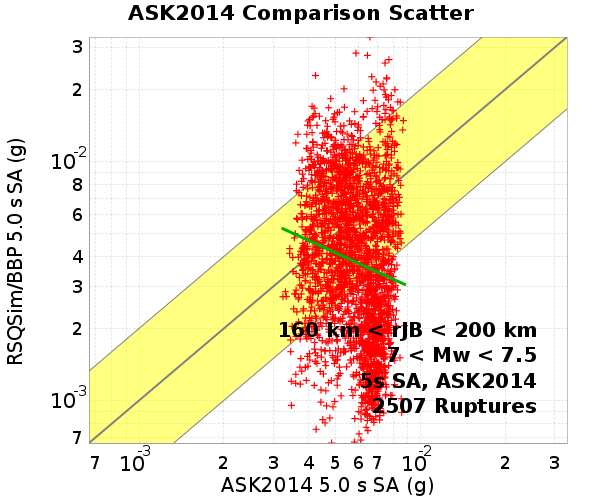 ASK2014 Comparison Scatter
RSQSim/BBP 5.0 s SA (g)
3
2
10⁻²
8
6
4
3
2
10⁻³
7
160 km < rJB < 200 km
7 < Mw < 7.5
5s SA, ASK2014
2507 Ruptures
7 10⁻³ 2 3 4 5 6 7 10⁻² 2 3
ASK2014 5.0 s SA (g)